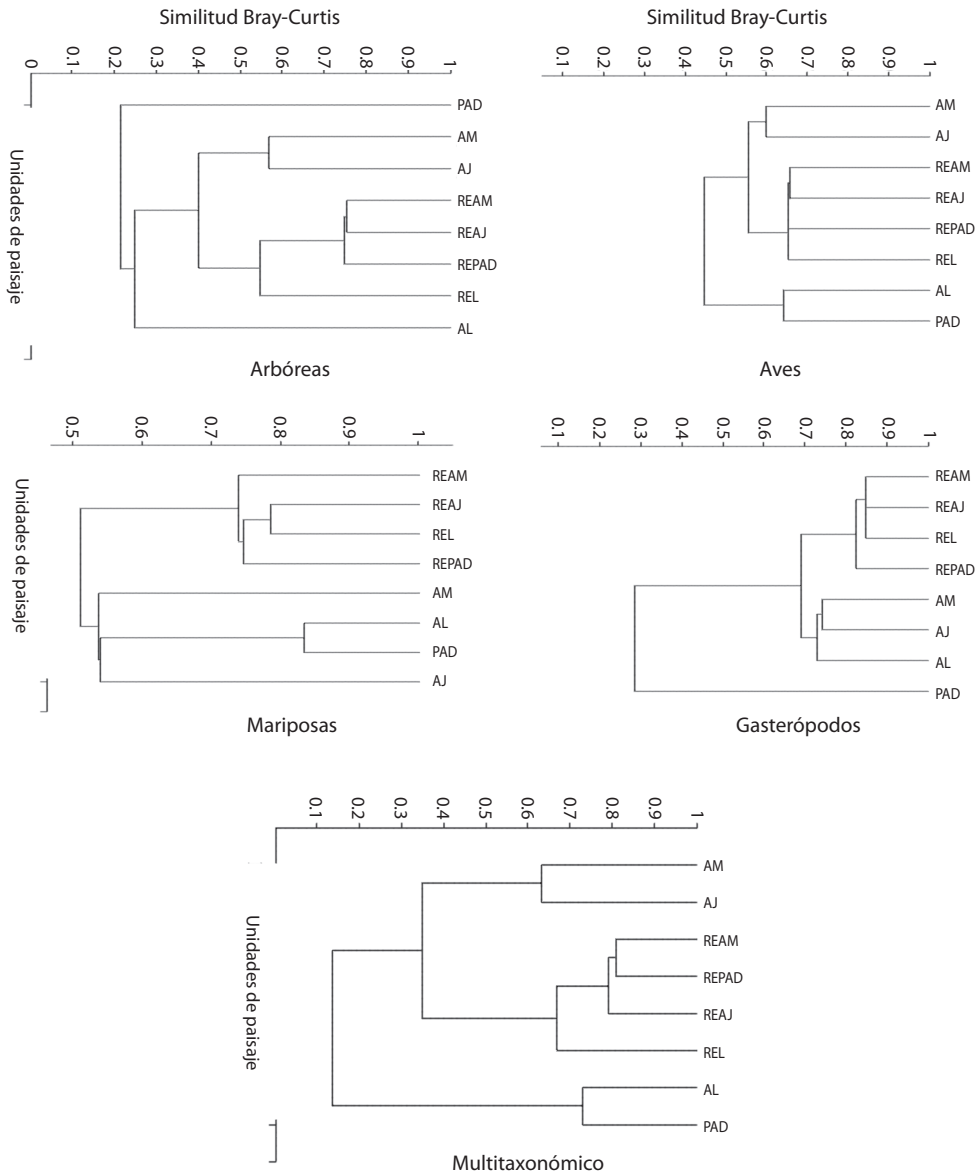 Similitud Bray-Curtis
0 0.1 0.2 0.3 0.4 0.5 0.6 0.7 0.8 0.9 1
Unidades de paisaje
PAD
AM
AJ
REAM
REAJ
REPAD
REL
AL
Arbóreas
Similitud Bray-Curtis
0.1 0.2 0.3 0.4 0.5 0.6 0.7 0.8 0.9 1
AM
AJ
REAM
REAJ
REPAD
REL
AL
PAD
Aves
0.5 0.6 0.7 0.8 0.9 1
Unidades de paisaje
REAM
REAJ
REL
REPAD
AM
AL
PAD
AJ
Mariposas
0.1 0.2 0.3 0.4 0.5 0.6 0.7 0.8 0.9 1
REAM
REAJ
REL
REPAD
AM
AJ
AL
PAD
Gasterópodos
0.1 0.2 0.3 0.4 0.5 0.6 0.7 0.8 0.9 1
Unidades de paisaje
AM
AJ
REAM
REPAD
REAJ
REL
AL
PAD
Multitaxonómico